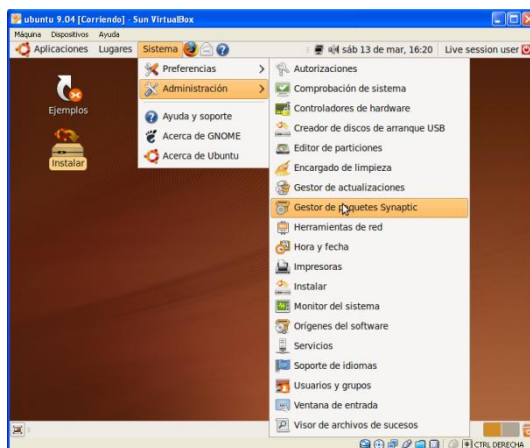 ubuntu 9.04 [Corriendo] - Sun VirtualBox
Máquina Dispositivos Ayuda
Aplicaciones Lugares Sistema sáb 13 de mar, 16:20 Live session user
Preferencias
Administración
Ayuda y soporte
Acerca de GNOME
Acerca de Ubuntu
Ejemplos
Instalar
Autorizaciones
Comprobación de sistema
Controladores de hardware
Creador de discos de arranque USB
Editor de particiones
Encargado de limpieza
Gestor de actualizaciones
Gestor de paquetes Synaptic
Herramientas de red
Hora y fecha
Impresoras
Instalar
Monitor del sistema
Orígenes del software
Servicios
Soporte de idiomas
Usuarios y grupos
Ventana de entrada
Visor de archivos de sucesos
CTRL DERECHA